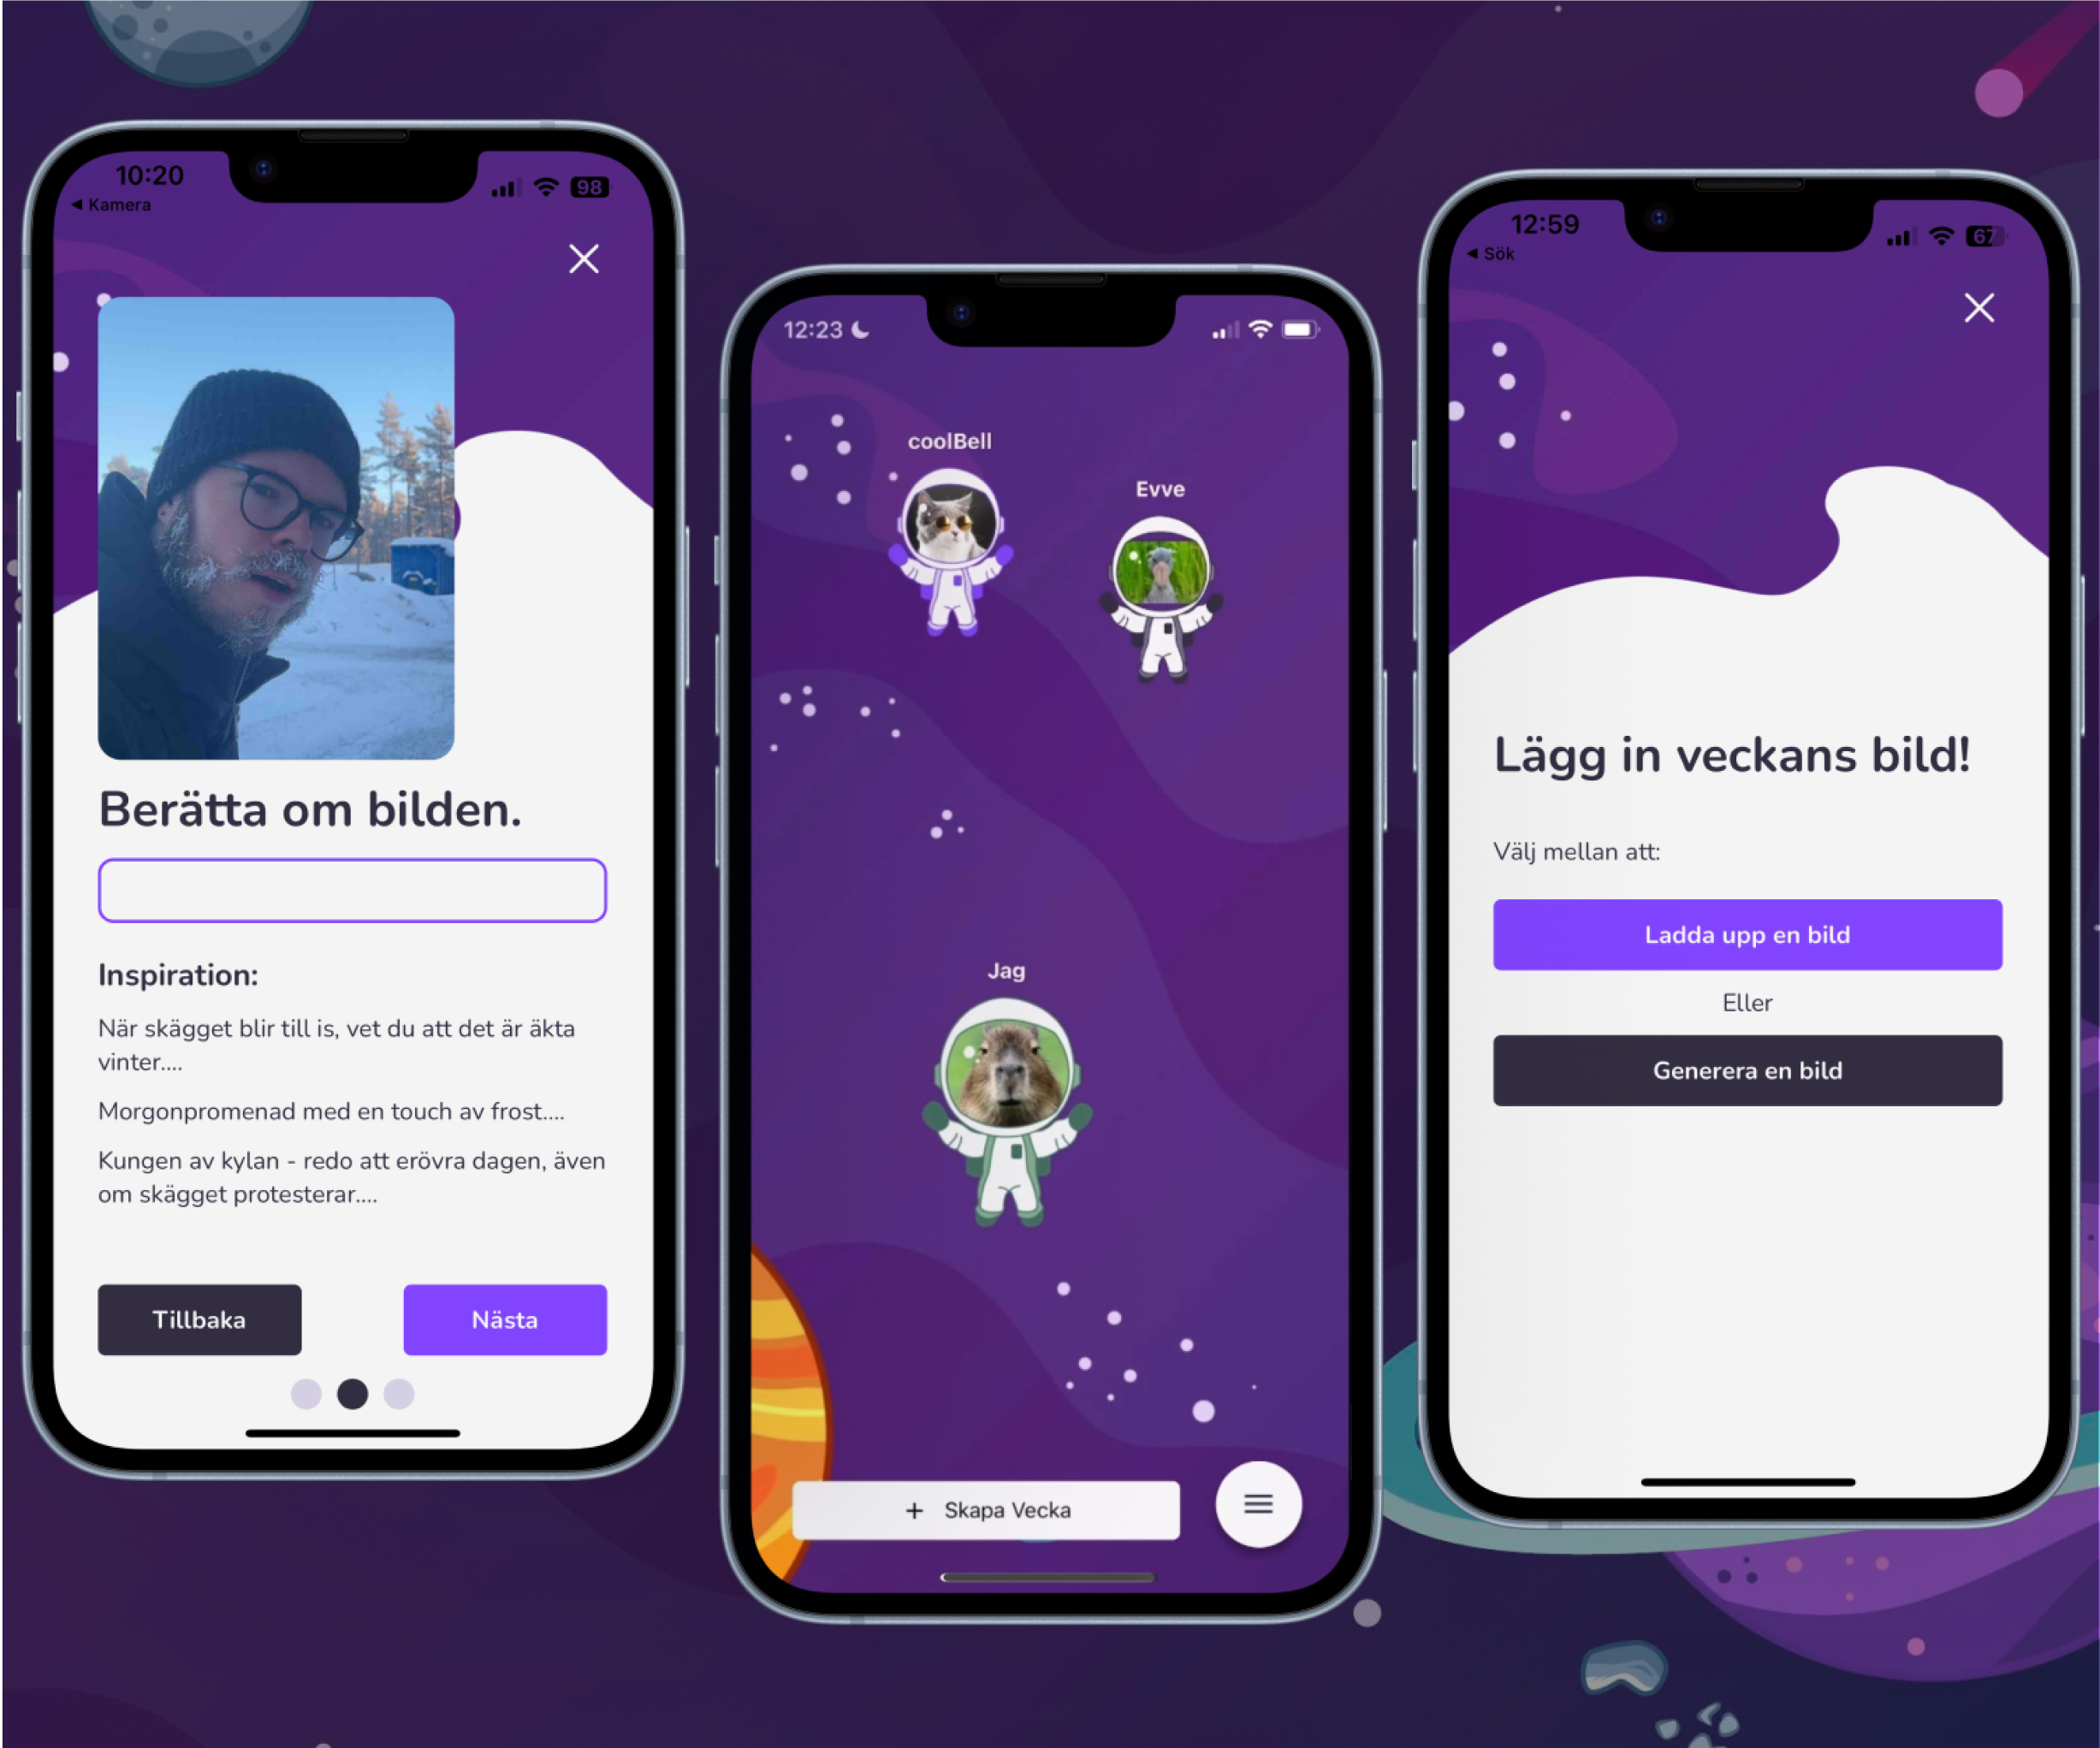 10:20
98
◀ Kamera
Berätta om bilden.
Inspiration:
När skägget blir till is, vet du att det är äkta
vinter....
Morgonpromenad med en touch av frost....
Kungen av kylan - redo att erövra dagen, även
om skägget protesterar....
Tillbaka
Nästa
12:23
coolBell
Evve
Jag
+ Skapa Vecka
12:59
67
◀ Sök
Lägg in veckans bild!
Välj mellan att:
Ladda upp en bild
Eller
Generera en bild